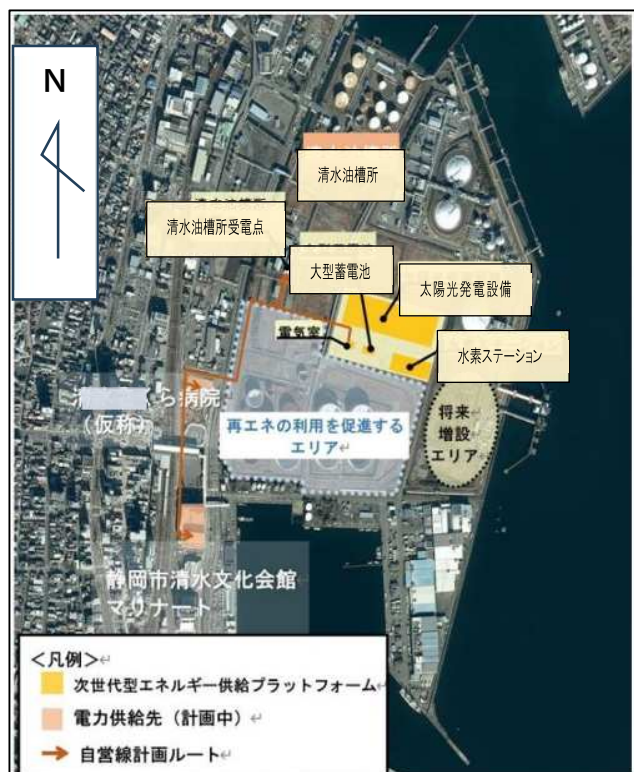 N
清水油槽所
清水油槽所受電点
大型蓄電池
太陽光発電設備
電気室
水素ステーション
ら病院
（仮称）
再エネの利用を促進する
エリア
将来
増設
エリア
静岡市清水文化会館
マリナート
＜凡例＞
次世代型エネルギー供給プラットフォーム
電力供給先（計画中）
自営線計画ルート